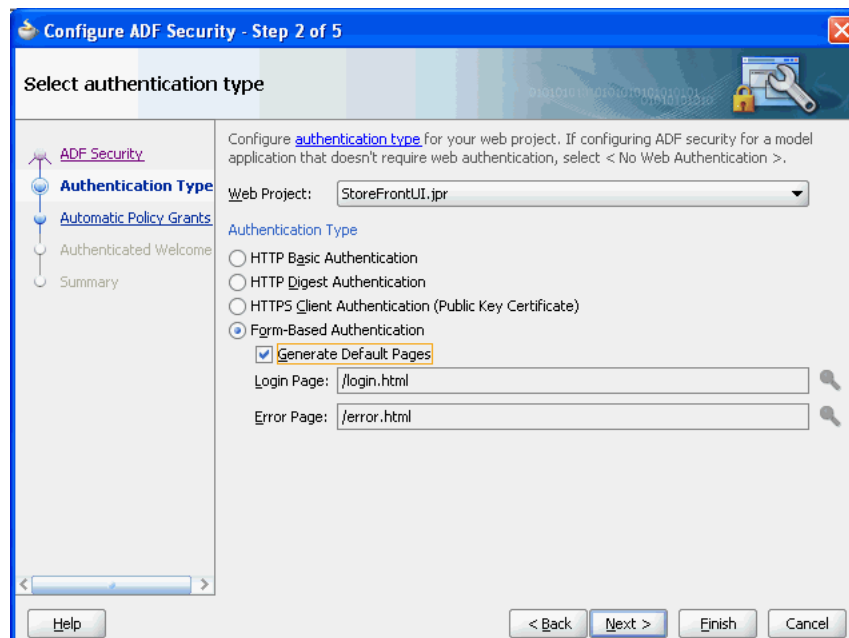 Configure ADF Security - Step 2 of 5
Select authentication type
ADF Security
Authentication Type
Automatic Policy Grants
Authenticated Welcome
Summary
Configure authentication type for your web project. If configuring ADF security for a model
application that doesn't require web authentication, select < No Web Authentication >.
Web Project: StoreFrontUI.jpr
Authentication Type
HTTP Basic Authentication
HTTP Digest Authentication
HTTPS Client Authentication (Public Key Certificate)
Form-Based Authentication
Generate Default Pages
Login Page: /login.html
Error Page: /error.html
Help
< Back
Next >
Finish
Cancel